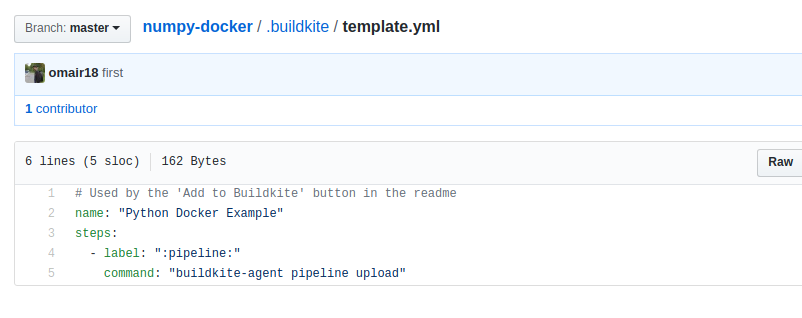 Branch: master numpy-docker / .buildkite / template.yml
omair18 first
1 contributor
6 lines (5 sloc) 162 Bytes
Raw
1 # Used by the 'Add to Buildkite' button in the readme
2 name: "Python Docker Example"
3 steps:
4 - label: ":pipeline:"
5 command: "buildkite-agent pipeline upload"